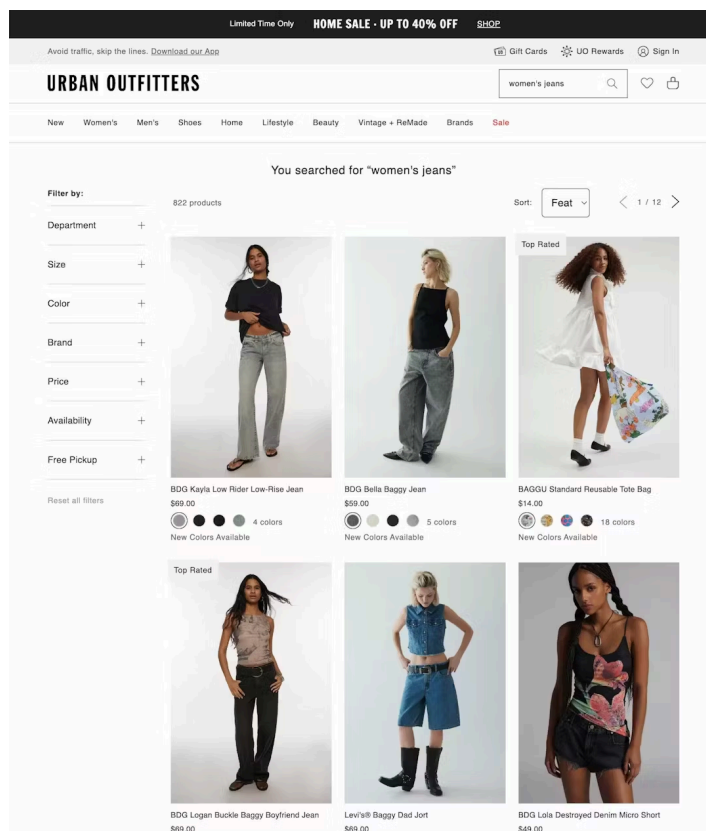 Limited Time Only HOME SALE · UP TO 40% OFF SHOP
Avoid traffic, skip the lines. Download our App
Gift Cards UO Rewards Sign In
URBAN OUTFITTERS
women's jeans
New Women's Men's Shoes Home Lifestyle Beauty Vintage + ReMade Brands Sale
You searched for “women's jeans”
Filter by:
822 products
Sort: Feat
1 / 12
Department
Size
Color
Brand
Price
Availability
Free Pickup
Reset all filters
BDG Kayla Low Rider Low-Rise Jean
$69.00
4 colors
New Colors Available
BDG Bella Baggy Jean
$59.00
5 colors
Top Rated
BAGGU Standard Reusable Tote Bag
$14.00
18 colors
New Colors Available
Top Rated
BDG Logan Buckle Baggy Boyfriend Jean
$69.00
Levi's® Baggy Dad Jort
$69.00
BDG Lola Destroyed Denim Micro Short
$49.00